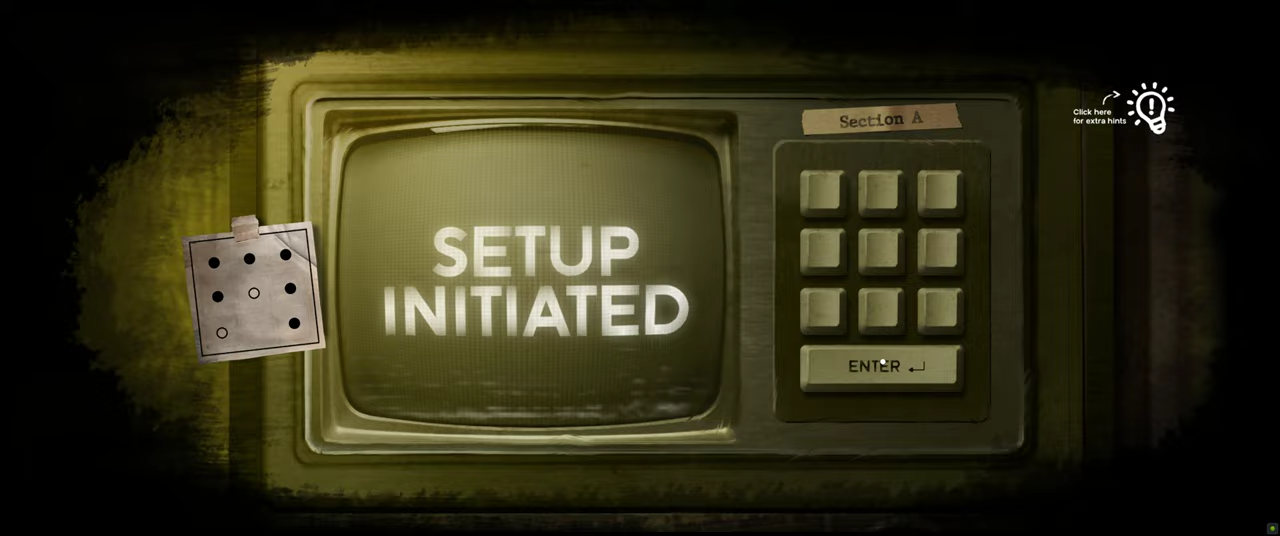 Section A
Click here
for extra hints
SETUP
INITIATED
ENTER